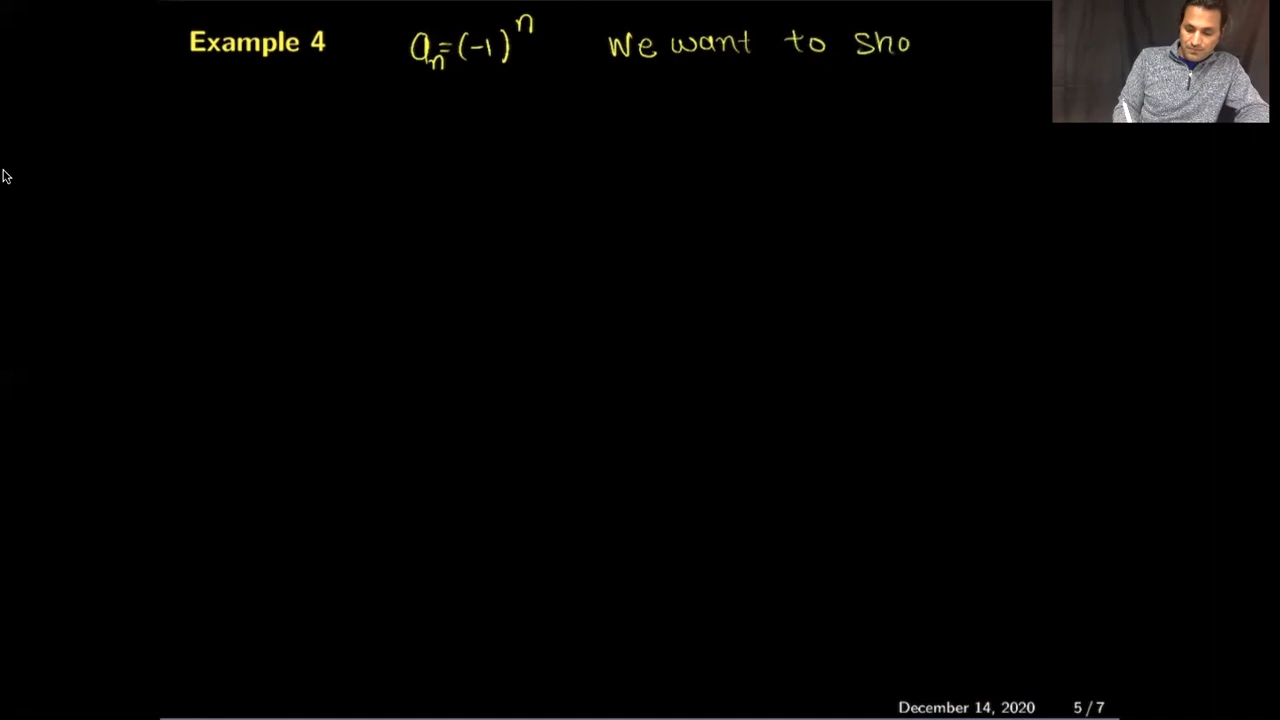 Example 4 aₙ=(-1)ⁿ We want to sho
December 14, 2020 5 / 7